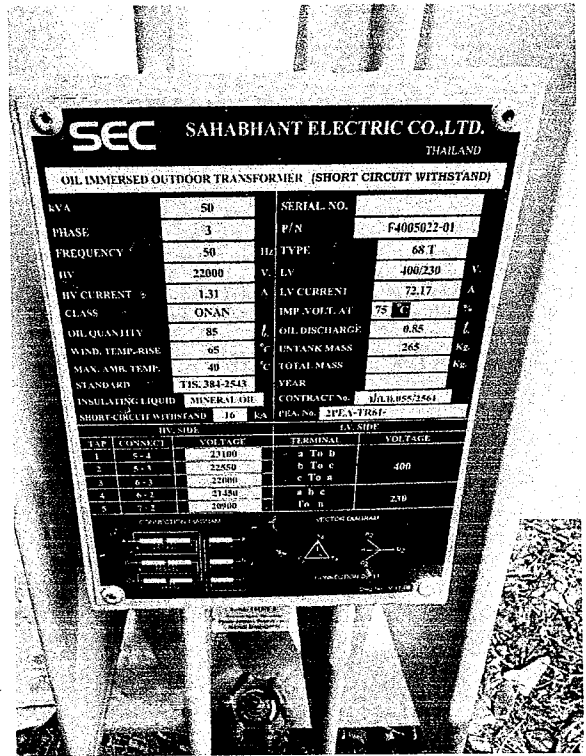 SEC SAHABHANT ELECTRIC CO.,LTD.
THAILAND
OIL IMMERSED OUTDOOR TRANSFORMER (SHORT CIRCUIT WITHSTAND)
KVA 50 SERIAL. NO.
PHASE 3 P/N F4005022-01
FREQUENCY 50 Hz TYPE 68 T
HV 22000 V. LV 400/230 V.
HV CURRENT 1.31 A LV CURRENT 72.17 A
CLASS ONAN IMP.VOLT. AT 75 °C %
OIL QUANTITY 85 ℓ. OIL DISCHARGE 0.85 ℓ.
WIND. TEMP-RISE 65 °C UNTANK MASS 265 Kg.
MAX. AMB. TEMP. 40 °C TOTAL MASS Kg.
STANDARD TIS. 384-2543 YEAR
INSULATING LIQUID MINERAL OIL CONTRACT No.
SHORT-CIRCUIT WITHSTAND 16 kA PEA. No. 2PEA-TR61-
HV. SIDE LV. SIDE
TAP CONNECT VOLTAGE TERMINAL VOLTAGE
1 5 - 4 23100 a To b
2 5 - 3 22550 b To c 400
3 6 - 3 22000 c To a
4 6 - 2 21450 a b c 230
5 7 - 2 20900 To n
CONNECTION DIAGRAM VECTOR DIAGRAM